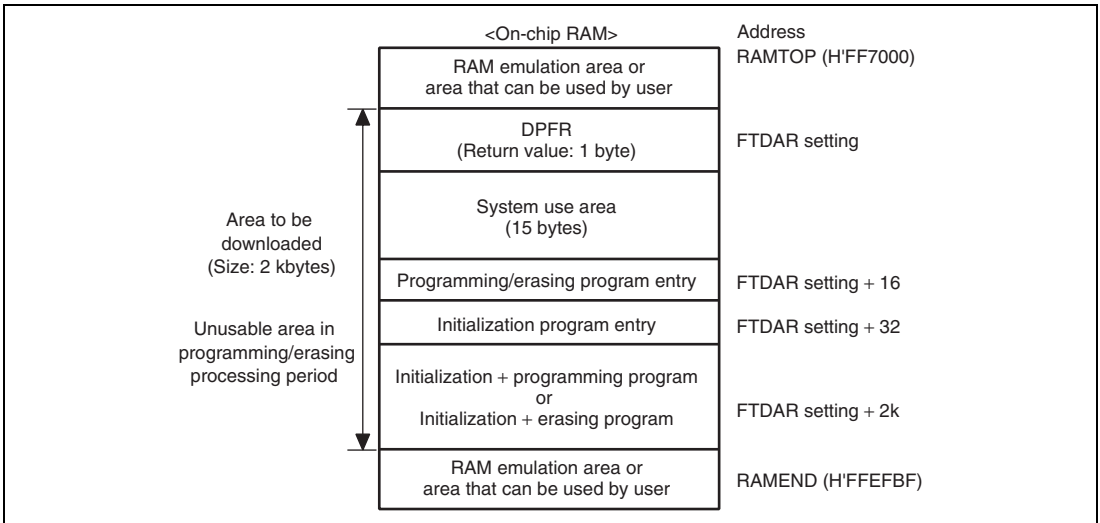 <On-chip RAM>
Address
RAMTOP (H'FF7000)
RAM emulation area or
area that can be used by user
DPFR
(Return value: 1 byte)
FTDAR setting
System use area
(15 bytes)
Area to be
downloaded
(Size: 2 kbytes)
Programming/erasing program entry
FTDAR setting + 16
Initialization program entry
FTDAR setting + 32
Unusable area in
programming/erasing
processing period
Initialization + programming program
or
Initialization + erasing program
FTDAR setting + 2k
RAM emulation area or
area that can be used by user
RAMEND (H'FFEFBF)